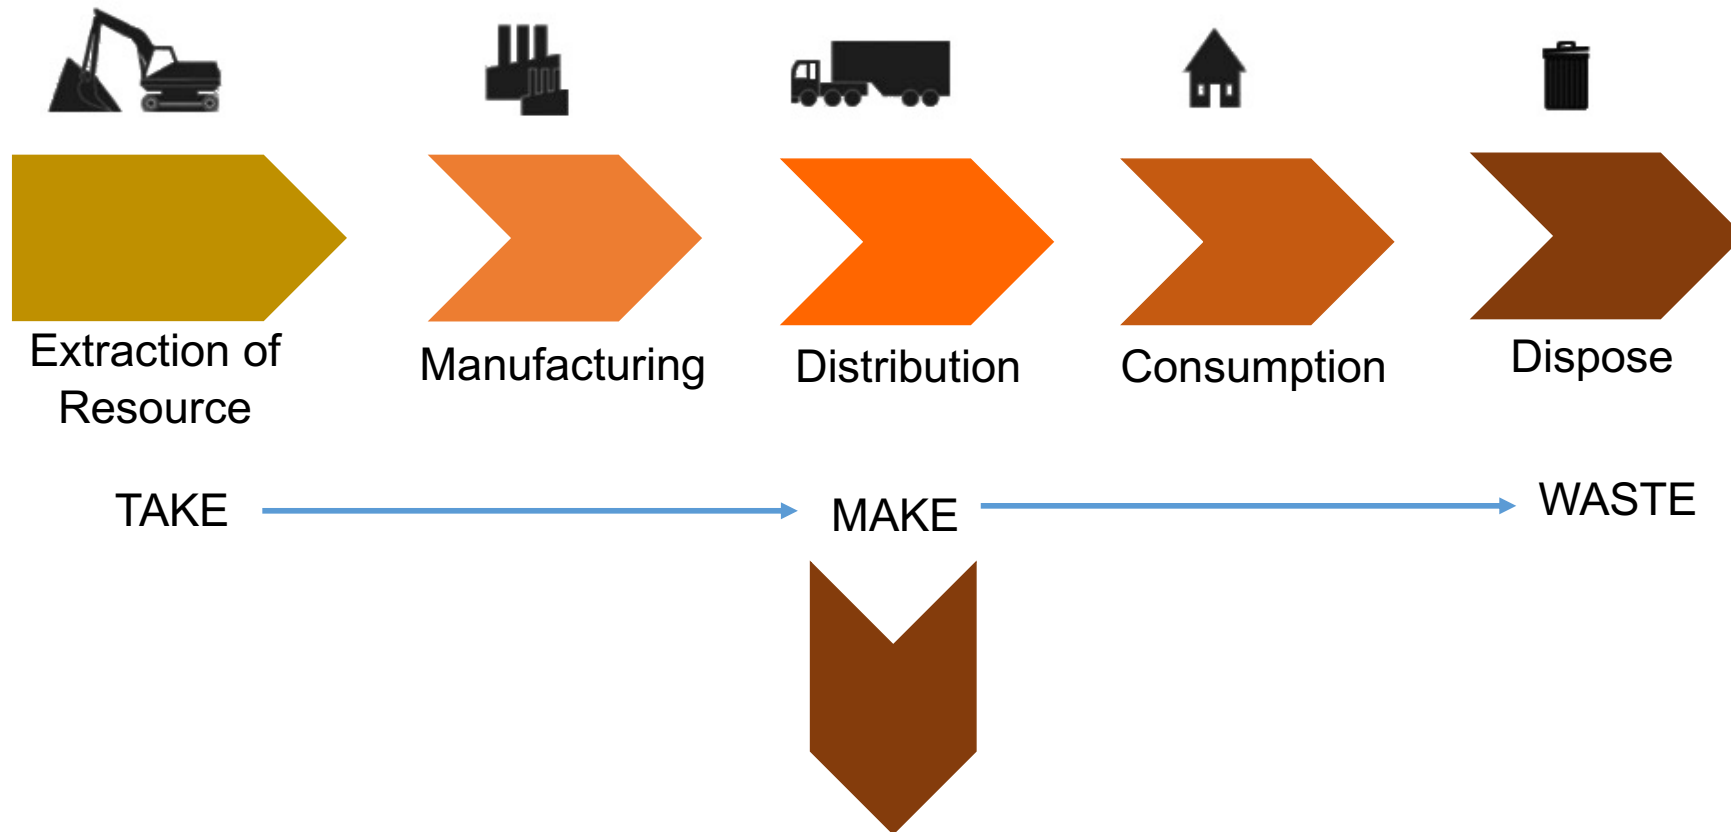 Extraction of
Resource
Manufacturing
Distribution
Consumption
Dispose
TAKE
MAKE
WASTE